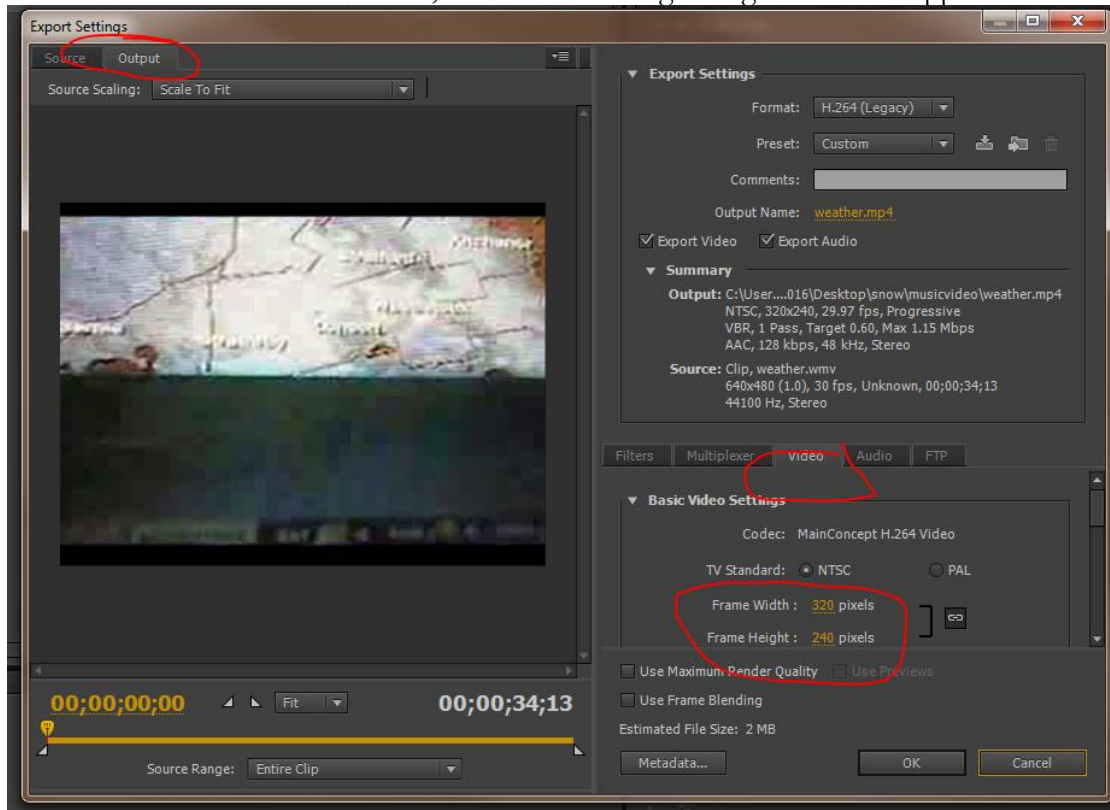 Export Settings
Source Output
Source Scaling: Scale To Fit
00;00;00;00 Fit 00;00;34;13
Source Range: Entire Clip
Export Settings
Format: H.264 (Legacy)
Preset: Custom
Comments:
Output Name: weather.mp4
Export Video Export Audio
Summary
Output: C:\User....016\Desktop\snow\musicvideo\weather.mp4
NTSC, 320x240, 29.97 fps, Progressive
VBR, 1 Pass, Target 0.60, Max 1.15 Mbps
AAC, 128 kbps, 48 kHz, Stereo
Source: Clip, weather.wmv
640x480 (1.0), 30 fps, Unknown, 00;00;34;13
44100 Hz, Stereo
Filters Multiplexer Video Audio FTP
Basic Video Settings
Codec: MainConcept H.264 Video
TV Standard: NTSC PAL
Frame Width : 320 pixels
Frame Height : 240 pixels
Use Maximum Render Quality Use Previews
Use Frame Blending
Estimated File Size: 2 MB
Metadata... OK Cancel